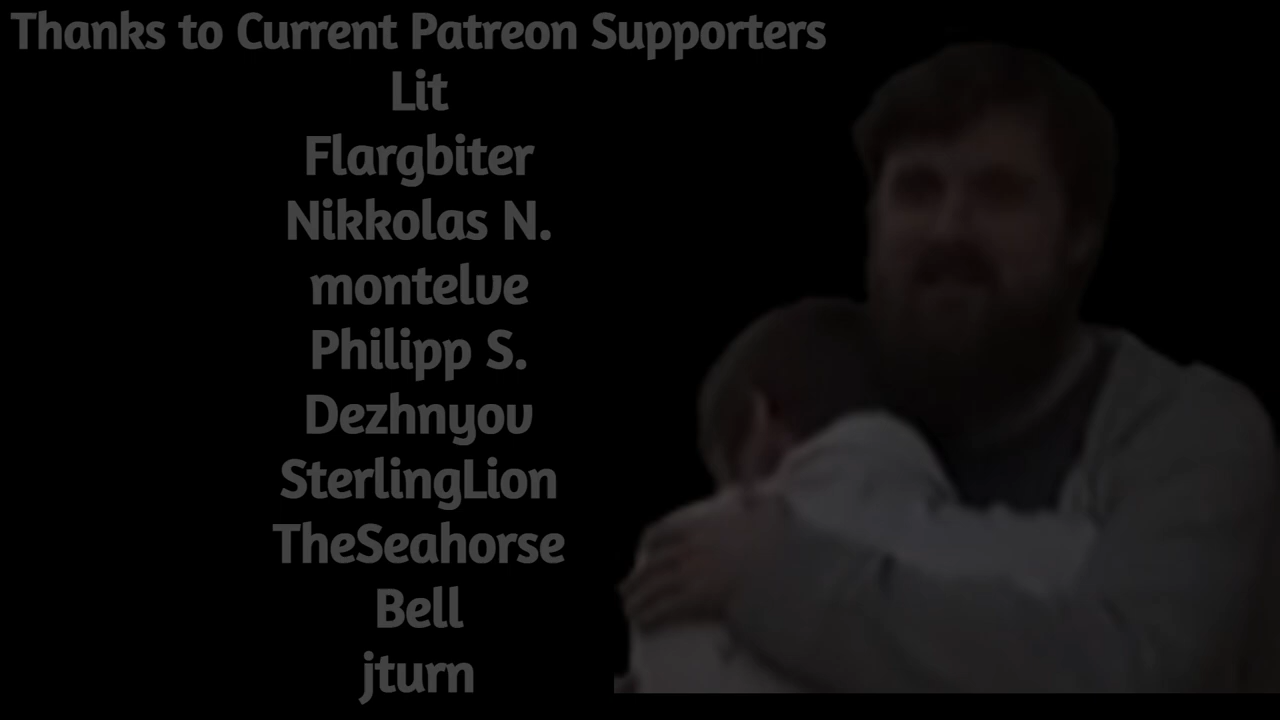 Thanks to Current Patreon Supporters
Lit
Flargbiter
Nikkolas N.
montelve
Philipp S.
Dezhnyov
SterlingLion
TheSeahorse
Bell
jturn